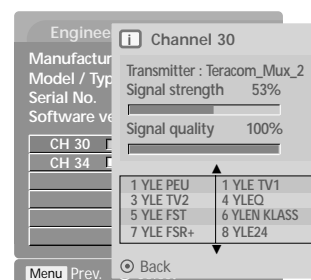 Enginee
Manufactur
Model / Typ
Serial No.
Software ve
CH 30
CH 34
Menu Prev.
i Channel 30
Transmitter : Teracom_Mux_2
Signal strength 53%
Signal quality 100%
1 YLE PEU 1 YLE TV1
3 YLE TV2 4 YLEQ
5 YLE FST 6 YLEN KLASS
7 YLE FSR+ 8 YLE24
Back